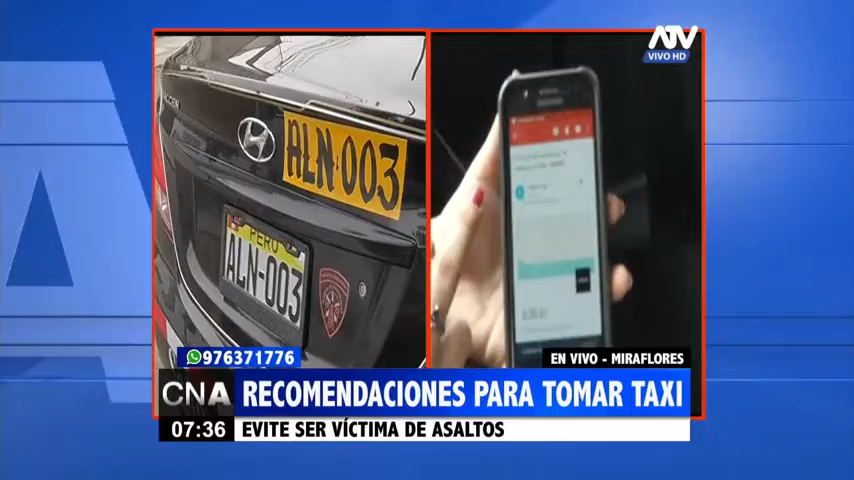 ATV
VIVO HD
ALN·003
PERU
ALN-003
976371776
EN VIVO - MIRAFLORES
CNA
RECOMENDACIONES PARA TOMAR TAXI
07:36
EVITE SER VÍCTIMA DE ASALTOS